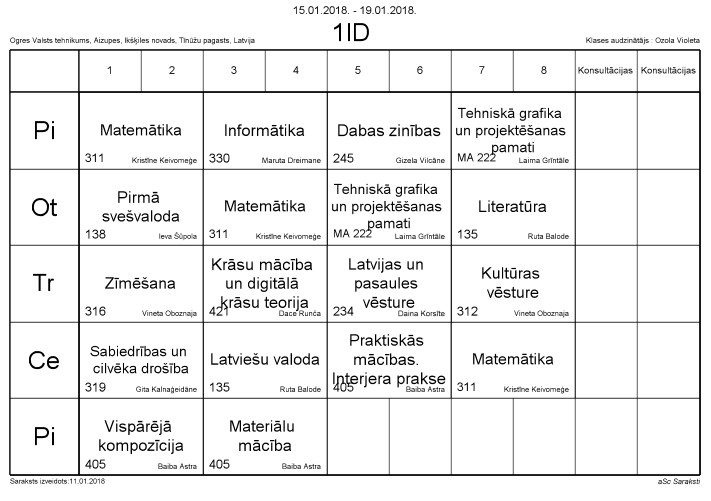 15.01.2018. - 19.01.2018.
Ogres Valsts tehnikums, Aizupes, Ikšķiles novads, Tīnūžu pagasts, Latvija
1ID
Klases audzinātājs : Ozola Violeta
1 2 3 4 5 6 7 8 Konsultācijas Konsultācijas
Pi
Matemātika
311 Kristīne Keivomeģe
Informātika
330 Maruta Dreimane
Dabas zinības
245 Gizela Vilcāne
Tehniskā grafika
un projektēšanas
pamati
MA 222 Laima Grīntāle
Ot
Pirmā
svešvaloda
138 Ieva Šūpola
Matemātika
311 Kristīne Keivomeģe
Tehniskā grafika
un projektēšanas
pamati
MA 222 Laima Grīntāle
Literatūra
135 Ruta Balode
Tr
Zīmēšana
316 Vineta Oboznaja
Krāsu mācība
un digitālā
krāsu teorija
421 Dace Runča
Latvijas un
pasaules
vēsture
234 Daina Korsīte
Kultūras
vēsture
312 Vineta Oboznaja
Ce
Sabiedrības un
cilvēka drošība
319 Gita Kalnaģeidāne
Latviešu valoda
135 Ruta Balode
Praktiskās
mācības.
Interjera prakse
405 Baiba Astra
Matemātika
311 Kristīne Keivomeģe
Pi
Vispārējā
kompozīcija
405 Baiba Astra
Materiālu
mācība
405 Baiba Astra
Saraksts izveidots:11.01.2018
aSc Saraksti